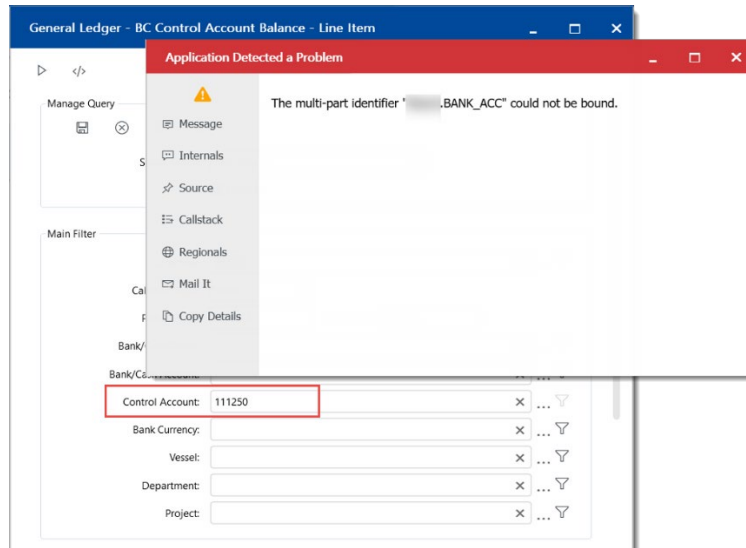 General Ledger - BC Control Account Balance - Line Item
Application Detected a Problem
Manage Query
The multi-part identifier ".BANK_ACC" could not be bound.
Message
Internals
Source
Callstack
Regionals
Mail It
Copy Details
Main Filter
Bank/
Control Account: 111250
Bank Currency:
Vessel:
Department:
Project: